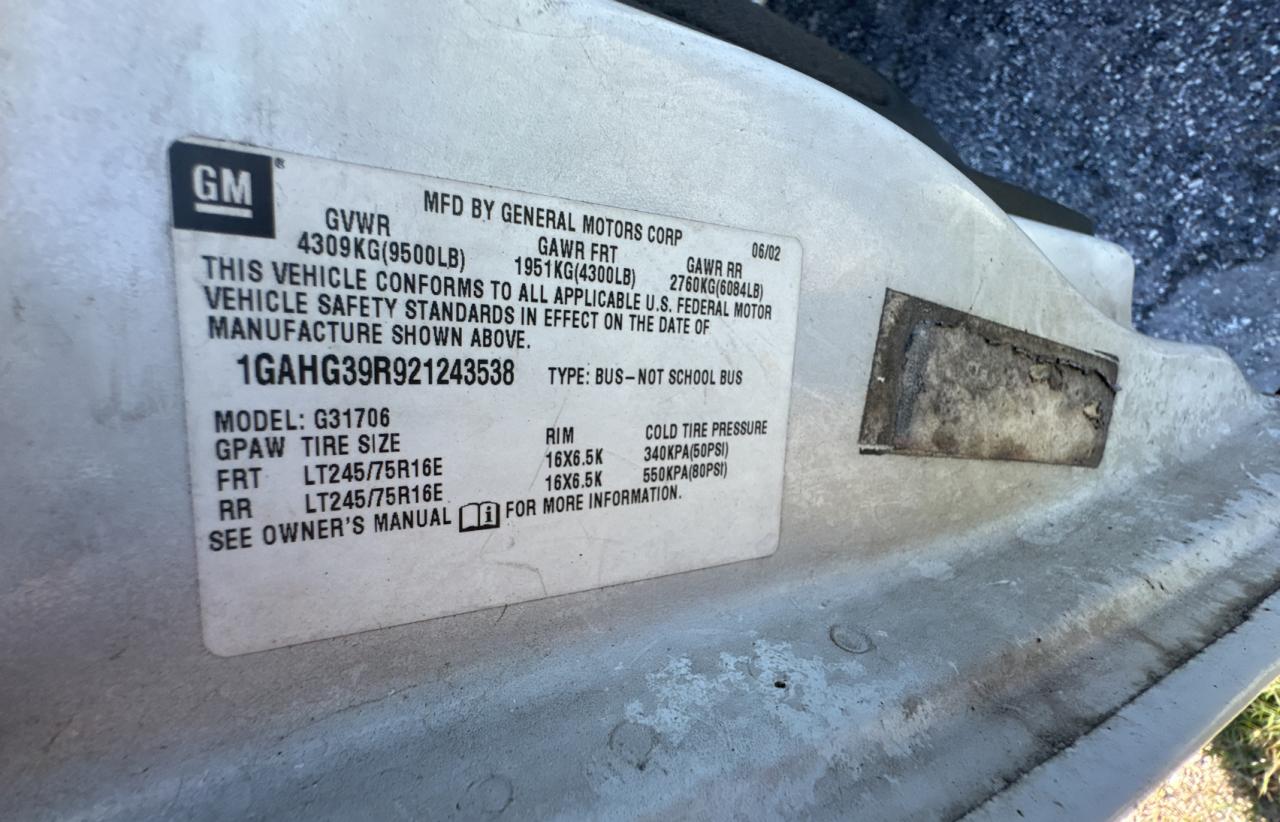 GM ®
MFD BY GENERAL MOTORS CORP
06/02
GVWR GAWR FRT GAWR RR
4309KG(9500LB) 1951KG(4300LB) 2760KG(6084LB)
THIS VEHICLE CONFORMS TO ALL APPLICABLE U.S. FEDERAL MOTOR
VEHICLE SAFETY STANDARDS IN EFFECT ON THE DATE OF
MANUFACTURE SHOWN ABOVE.
1GAHG39R921243538 TYPE: BUS–NOT SCHOOL BUS
MODEL: G31706
GPAW TIRE SIZE RIM COLD TIRE PRESSURE
FRT LT245/75R16E 16X6.5K 340KPA(50PSI)
RR LT245/75R16E 16X6.5K 550KPA(80PSI)
SEE OWNER'S MANUAL i FOR MORE INFORMATION.